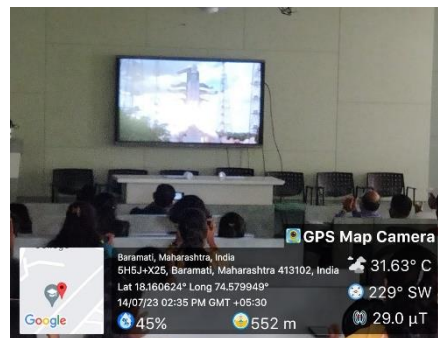 GPS Map Camera
Baramati, Maharashtra, India
5H5J+X25, Baramati, Maharashtra 413102, India
Lat 18.160624° Long 74.579949°
14/07/23 02:35 PM GMT +05:30
31.63° C
229° SW
45%
552 m
29.0 µT
Google